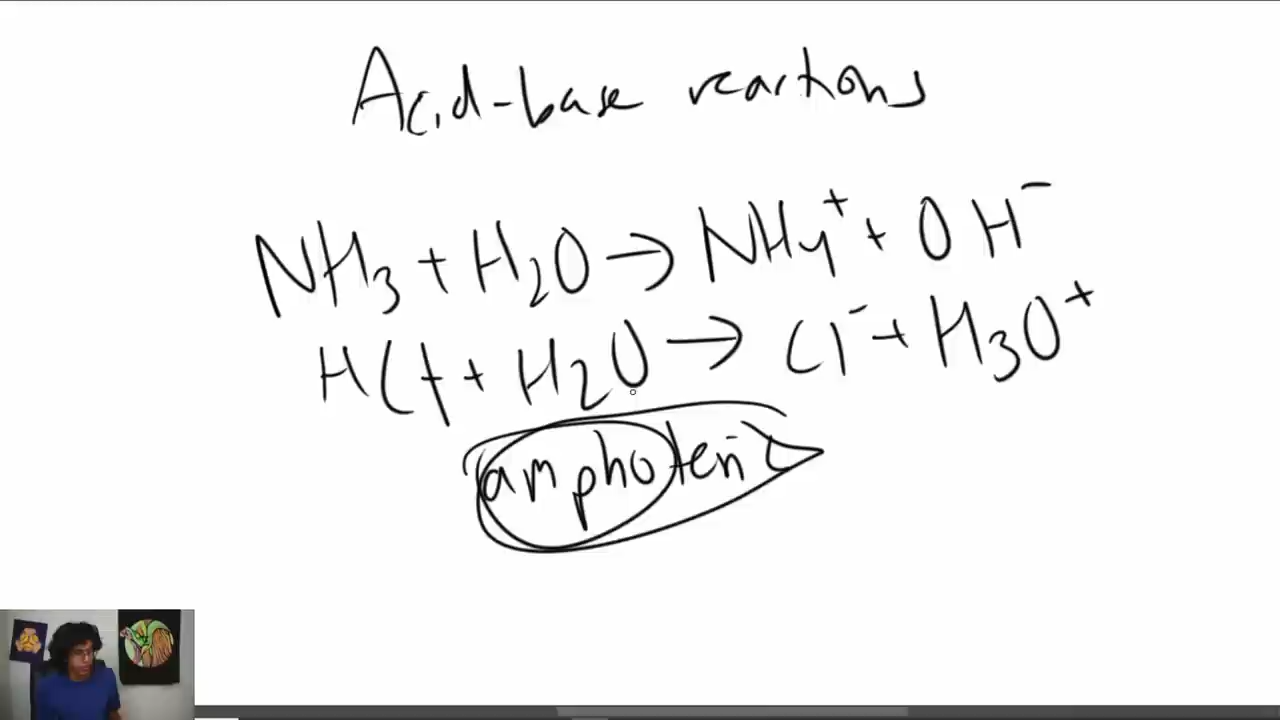 Acid-base reactions
NH3 + H2O → NH4+ + OH-
HCl + H2O → Cl- + H3O+
amphoteric